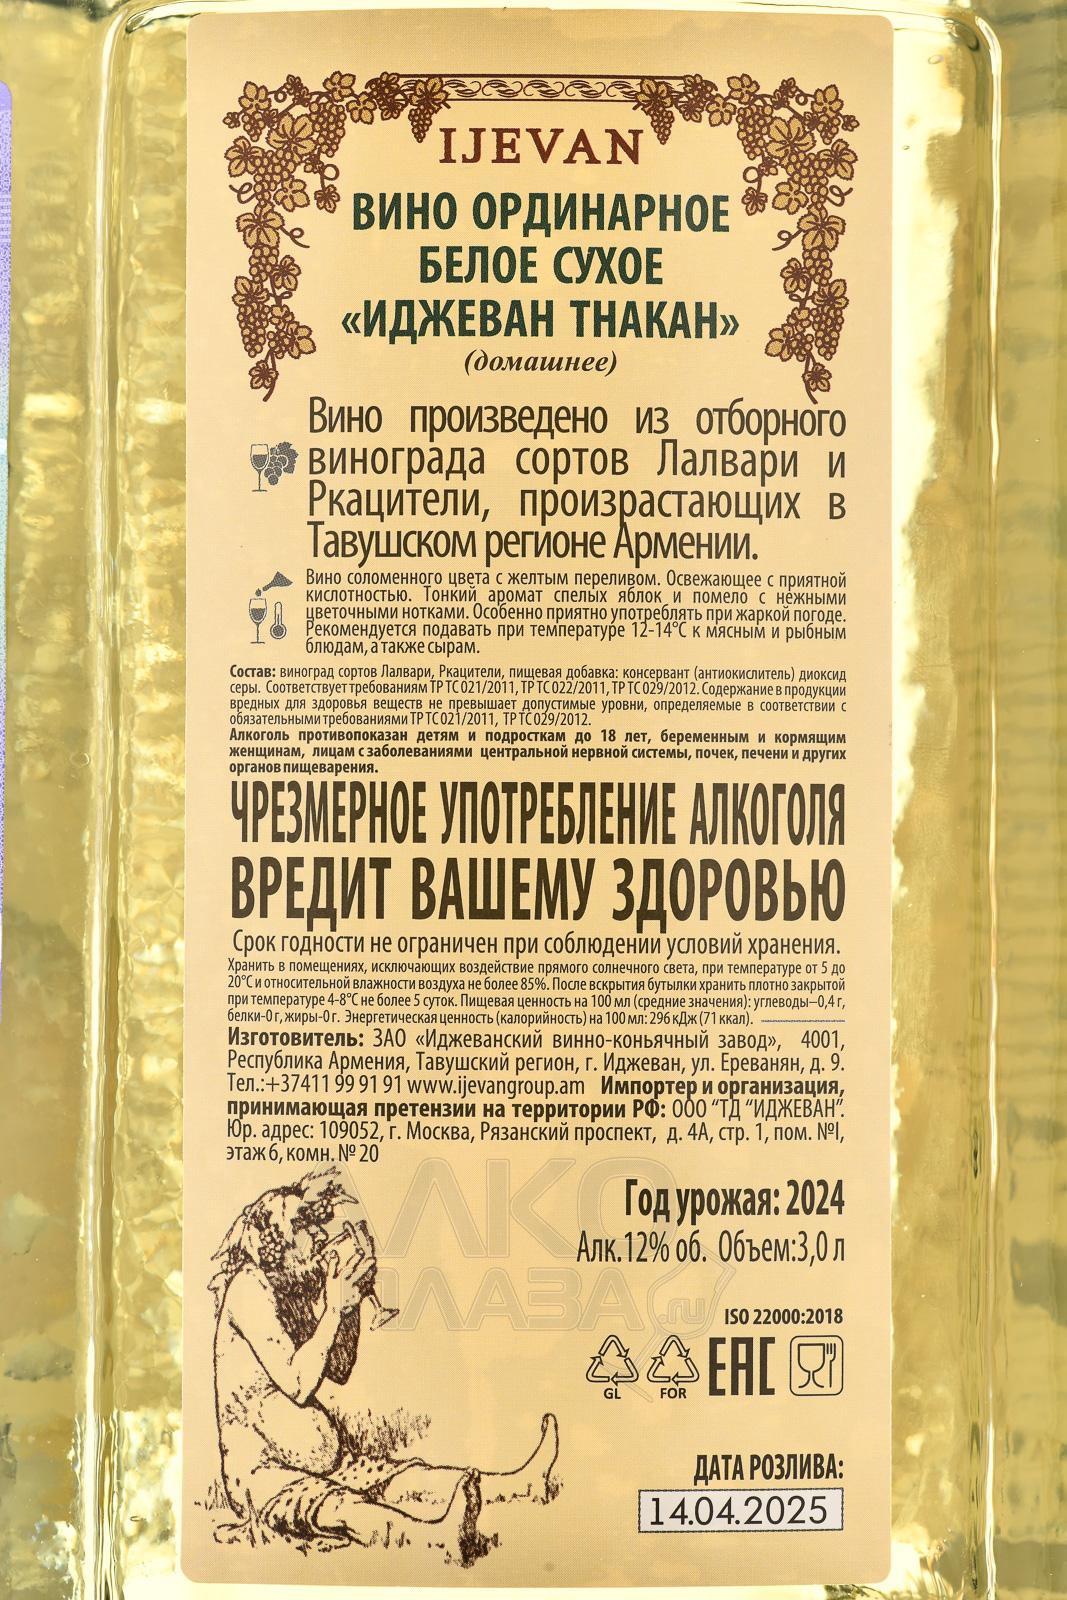 IJEVAN
ВИНО ОРДИНАРНОЕ
БЕЛОЕ СУХОЕ
«ИДЖЕВАН ТНАКАН»
(домашнее)
Вино произведено из отборного
винограда сортов Лалвари и
Ркацители, произрастающих в
Тавушском регионе Армении.
Вино соломенного цвета с желтым переливом. Освежающее с приятной
кислотностью. Тонкий аромат спелых яблок и помело с нежными
цветочными нотками. Особенно приятно употреблять при жаркой погоде.
Рекомендуется подавать при температуре 12-14°С к мясным и рыбным
блюдам, а также сырам.
Состав: виноград сортов Лалвари, Ркацители, пищевая добавка: консервант (антиокислитель) диоксид
серы. Соответствует требованиям ТР ТС 021/2011, ТР ТС 022/2011, ТР ТС 029/2012. Содержание в продукции
вредных для здоровья веществ не превышает допустимые уровни, определяемые в соответствии с
обязательными требованиями ТР ТС 021/2011, ТР ТС 029/2012.
Алкоголь противопоказан детям и подросткам до 18 лет, беременным и кормящим
женщинам, лицам с заболеваниями центральной нервной системы, почек, печени и других
органов пищеварения.
ЧРЕЗМЕРНОЕ УПОТРЕБЛЕНИЕ АЛКОГОЛЯ
ВРЕДИТ ВАШЕМУ ЗДОРОВЬЮ
Срок годности не ограничен при соблюдении условий хранения.
Хранить в помещениях, исключающих воздействие прямого солнечного света, при температуре от 5 до
20°С и относительной влажности воздуха не более 85%. После вскрытия бутылки хранить плотно закрытой
при температуре 4-8°С не более 5 суток. Пищевая ценность на 100 мл (средние значения): углеводы–0,4 г,
белки-0 г, жиры-0 г. Энергетическая ценность (калорийность) на 100 мл: 296 кДж (71 ккал).
Изготовитель: ЗАО «Иджеванский винно-коньячный завод», 4001,
Республика Армения, Тавушский регион, г. Иджеван, ул. Ереванян, д. 9.
Тел.:+37411 99 91 91 www.ijevangroup.am Импортер и организация,
принимающая претензии на территории РФ: ООО "ТД "ИДЖЕВАН".
Юр. адрес: 109052, г. Москва, Рязанский проспект, д. 4А, стр. 1, пом. №I,
этаж 6, комн. № 20
АЛКО
ПЛАЗА.ru
Год урожая: 2024
Алк.12% об. Объем:3,0 л
ISO 22000:2018
GL FOR EAC
ДАТА РОЗЛИВА:
14.04.2025